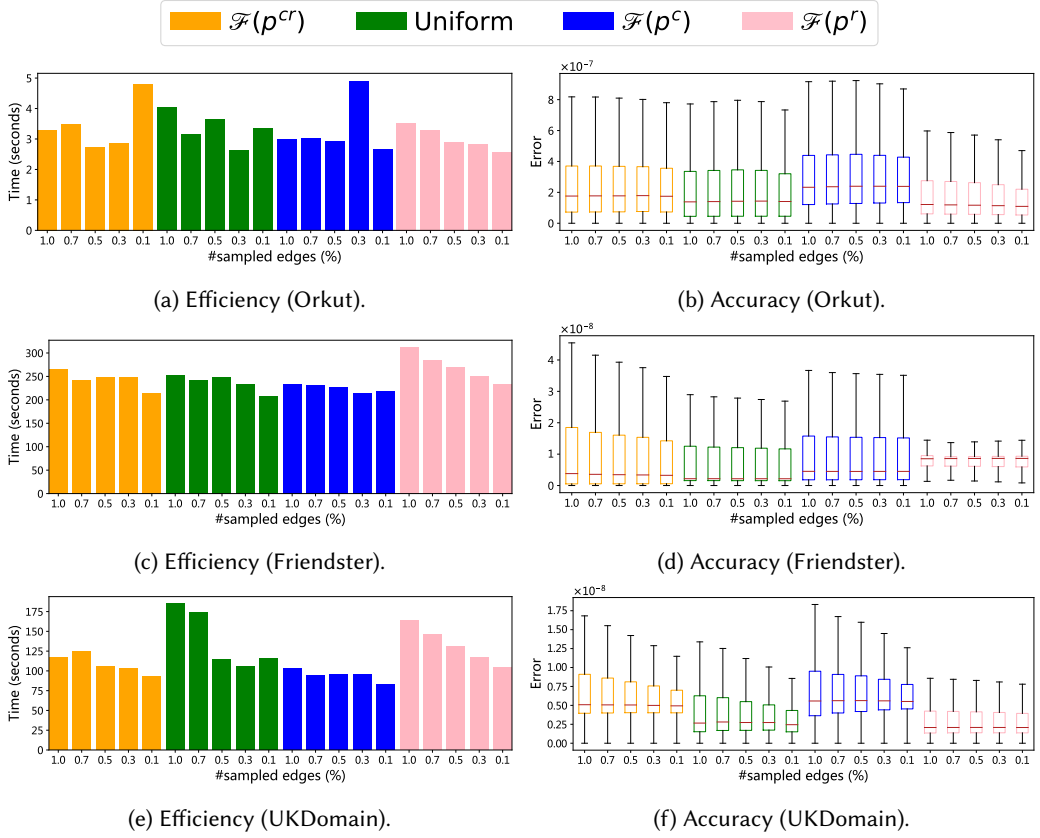 ℱ(p^{cr}) Uniform ℱ(p^c) ℱ(p^r)
Time (seconds)
5
4
3
2
1
0
1.0 0.7 0.5 0.3 0.1 1.0 0.7 0.5 0.3 0.1 1.0 0.7 0.5 0.3 0.1 1.0 0.7 0.5 0.3 0.1
#sampled edges (%)
(a) Efficiency (Orkut).
×10⁻⁷
Error
8
6
4
2
0
1.0 0.7 0.5 0.3 0.1 1.0 0.7 0.5 0.3 0.1 1.0 0.7 0.5 0.3 0.1 1.0 0.7 0.5 0.3 0.1
#sampled edges (%)
(b) Accuracy (Orkut).
Time (seconds)
300
250
200
150
100
50
0
1.0 0.7 0.5 0.3 0.1 1.0 0.7 0.5 0.3 0.1 1.0 0.7 0.5 0.3 0.1 1.0 0.7 0.5 0.3 0.1
#sampled edges (%)
(c) Efficiency (Friendster).
×10⁻⁸
Error
4
3
2
1
0
1.0 0.7 0.5 0.3 0.1 1.0 0.7 0.5 0.3 0.1 1.0 0.7 0.5 0.3 0.1 1.0 0.7 0.5 0.3 0.1
#sampled edges (%)
(d) Accuracy (Friendster).
Time (seconds)
175
150
125
100
75
50
25
0
1.0 0.7 0.5 0.3 0.1 1.0 0.7 0.5 0.3 0.1 1.0 0.7 0.5 0.3 0.1 1.0 0.7 0.5 0.3 0.1
#sampled edges (%)
(e) Efficiency (UKDomain).
×10⁻⁸
Error
1.75
1.50
1.25
1.00
0.75
0.50
0.25
0.00
1.0 0.7 0.5 0.3 0.1 1.0 0.7 0.5 0.3 0.1 1.0 0.7 0.5 0.3 0.1 1.0 0.7 0.5 0.3 0.1
#sampled edges (%)
(f) Accuracy (UKDomain).